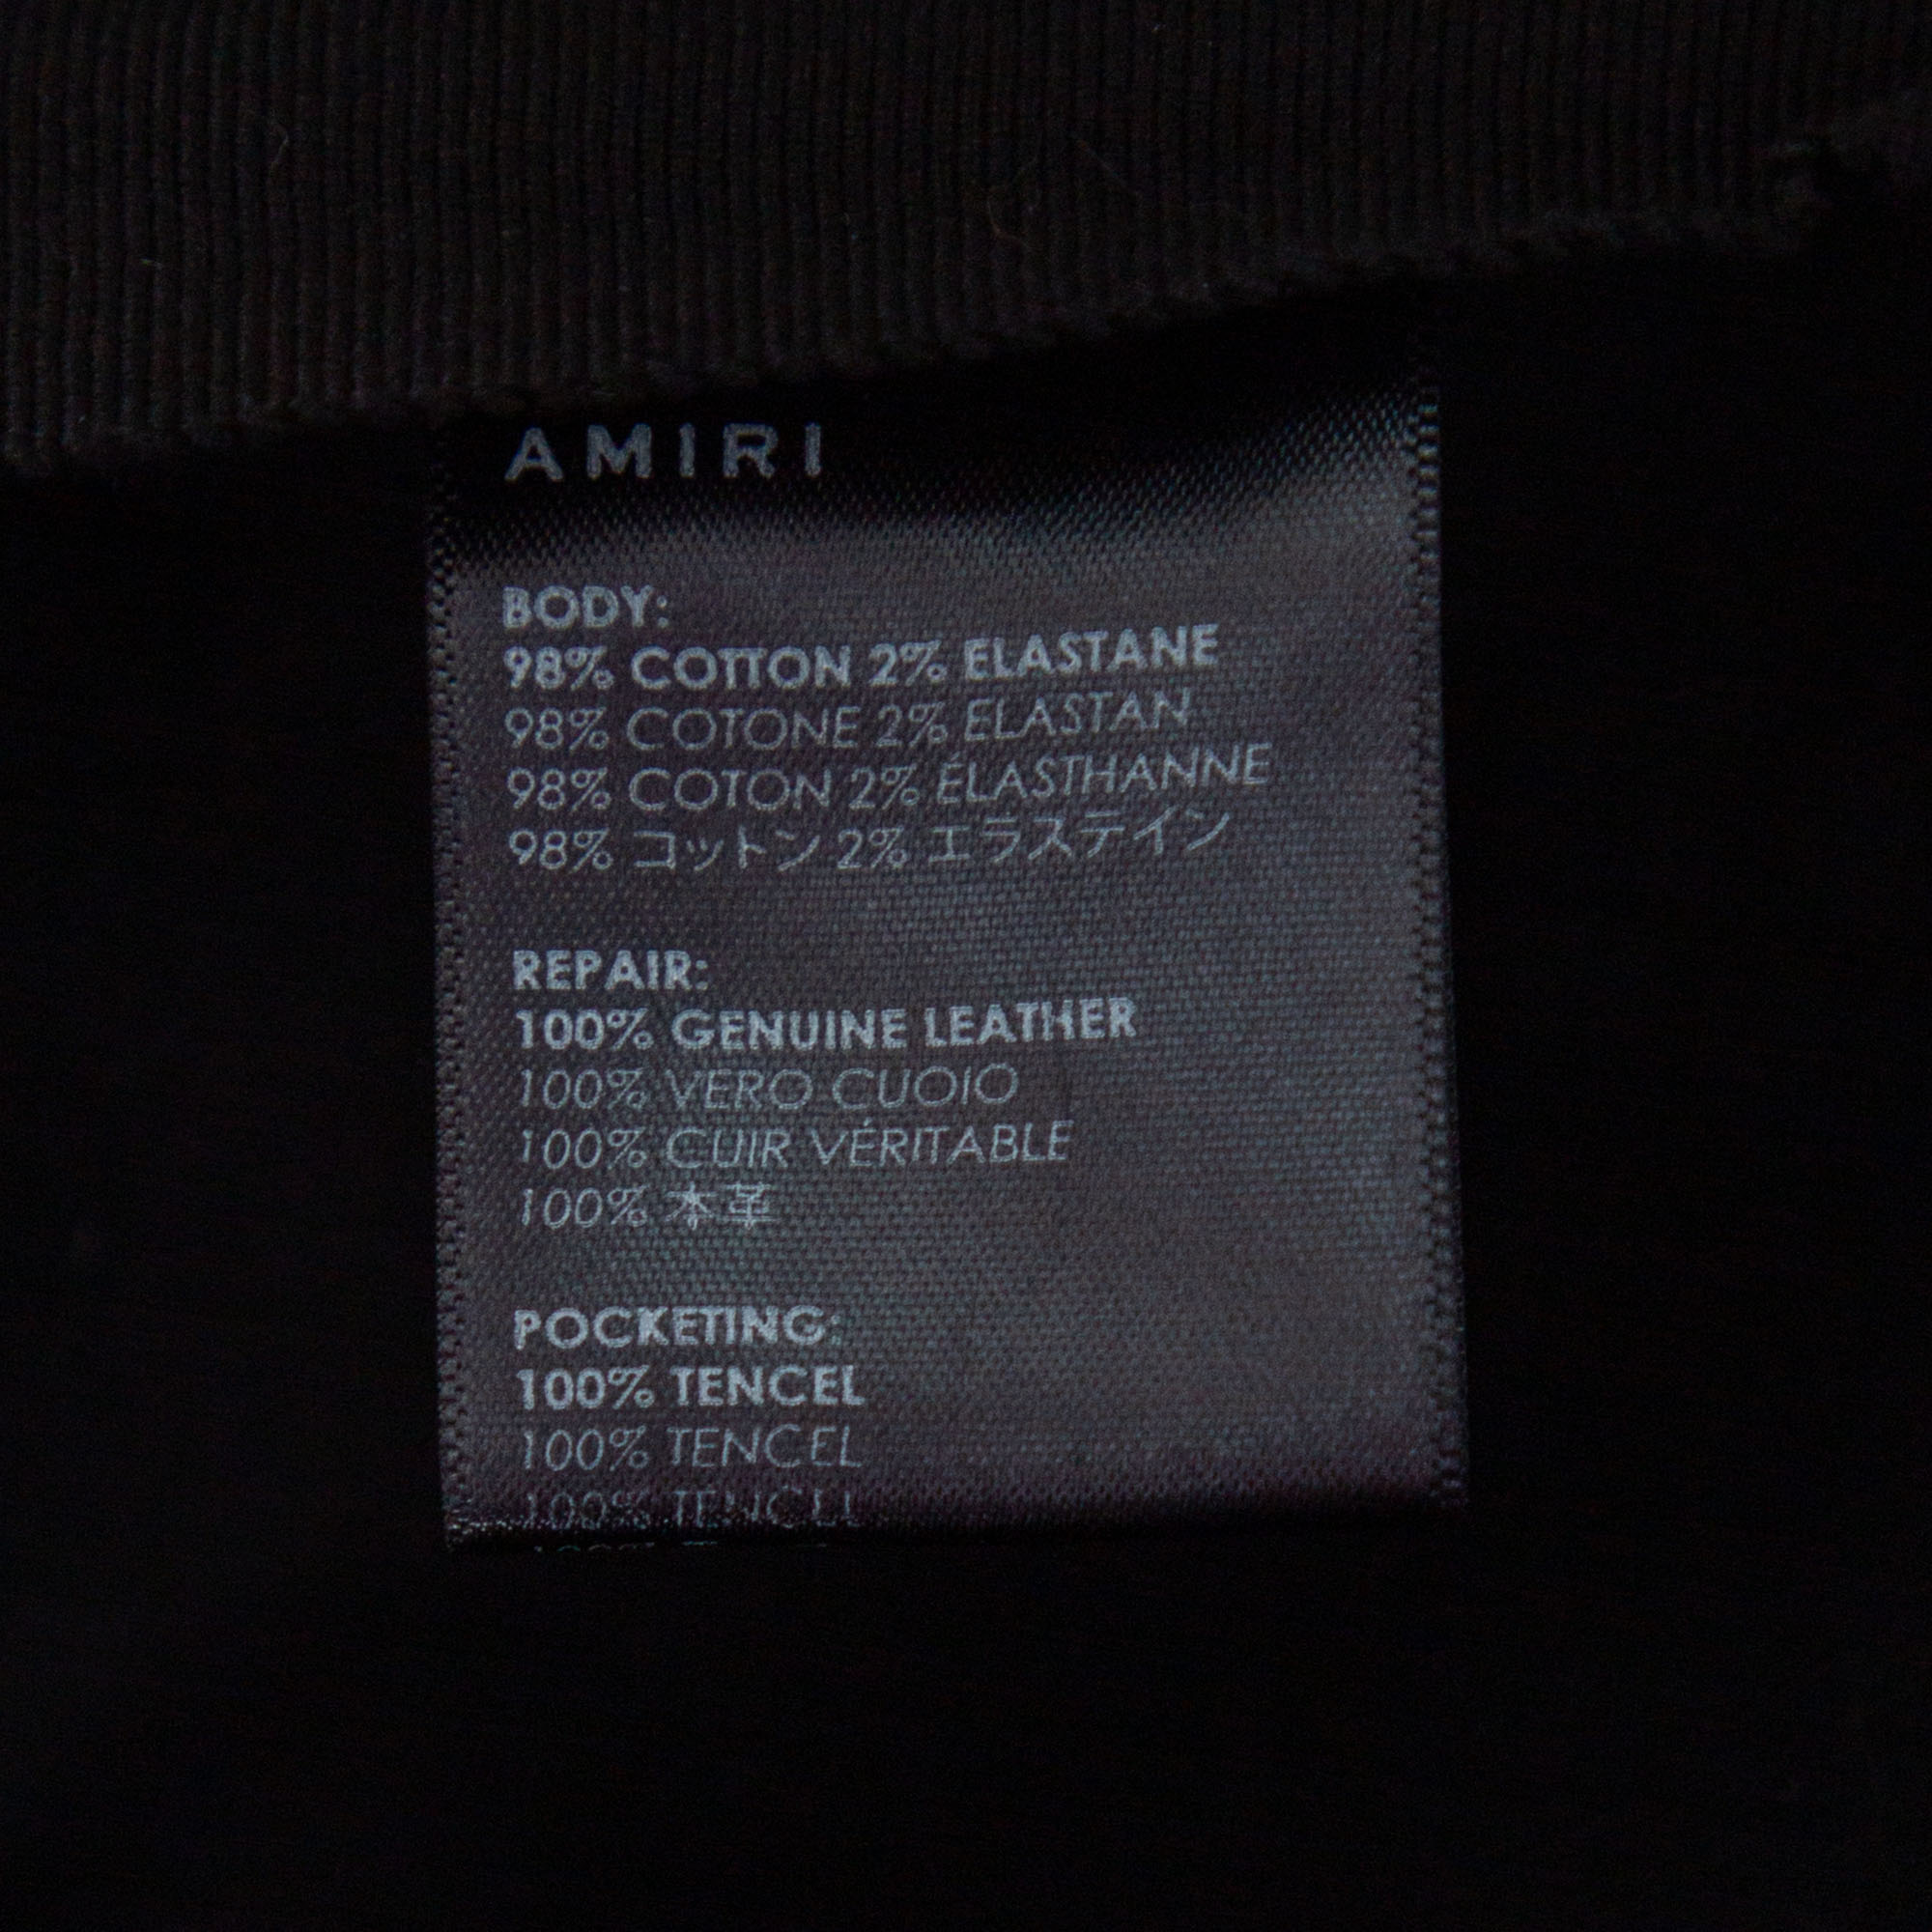 AMIRI
BODY:
98% COTTON 2% ELASTANE
98% COTONE 2% ELASTAN
98% COTON 2% ÉLASTHANNE
98% コットン 2% エラステイン
REPAIR:
100% GENUINE LEATHER
100% VERO CUOIO
100% CUIR VÉRITABLE
100% 本革
POCKETING:
100% TENCEL
100% TENCEL
100% TENCEL